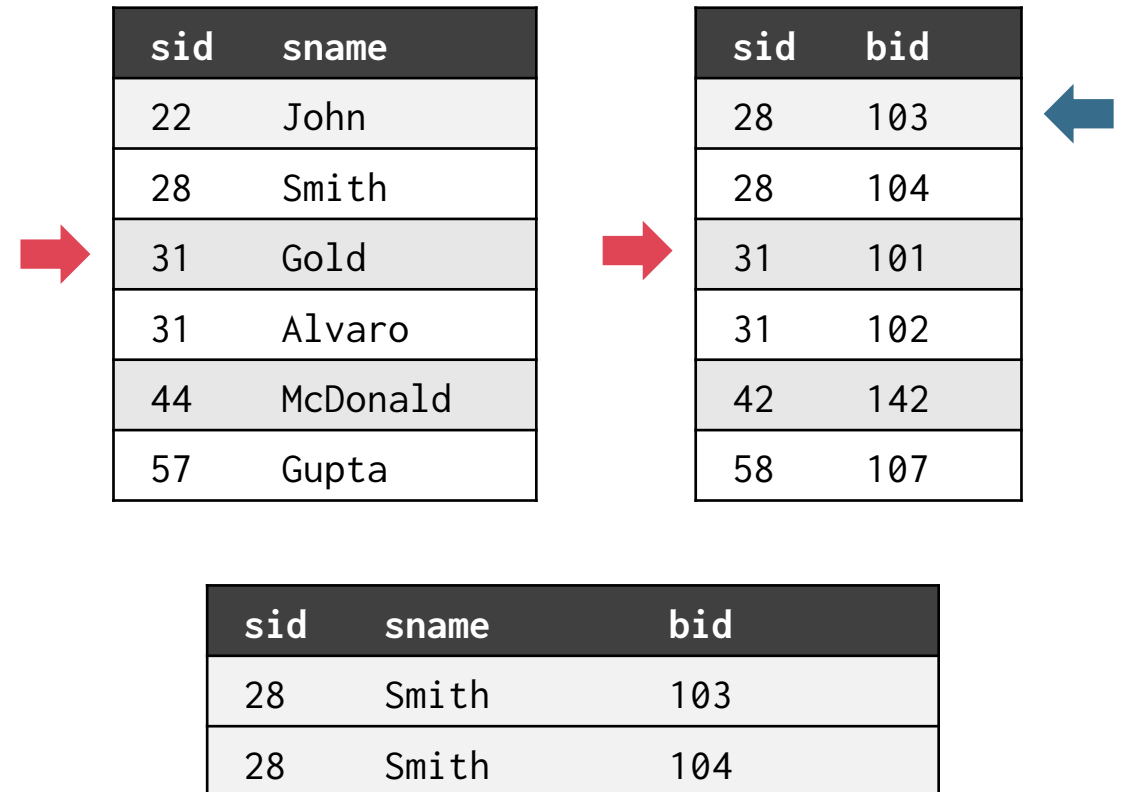 sid sname
22 John
28 Smith
31 Gold
31 Alvaro
44 McDonald
57 Gupta
sid bid
28 103
28 104
31 101
31 102
42 142
58 107
sid sname bid
28 Smith 103
28 Smith 104